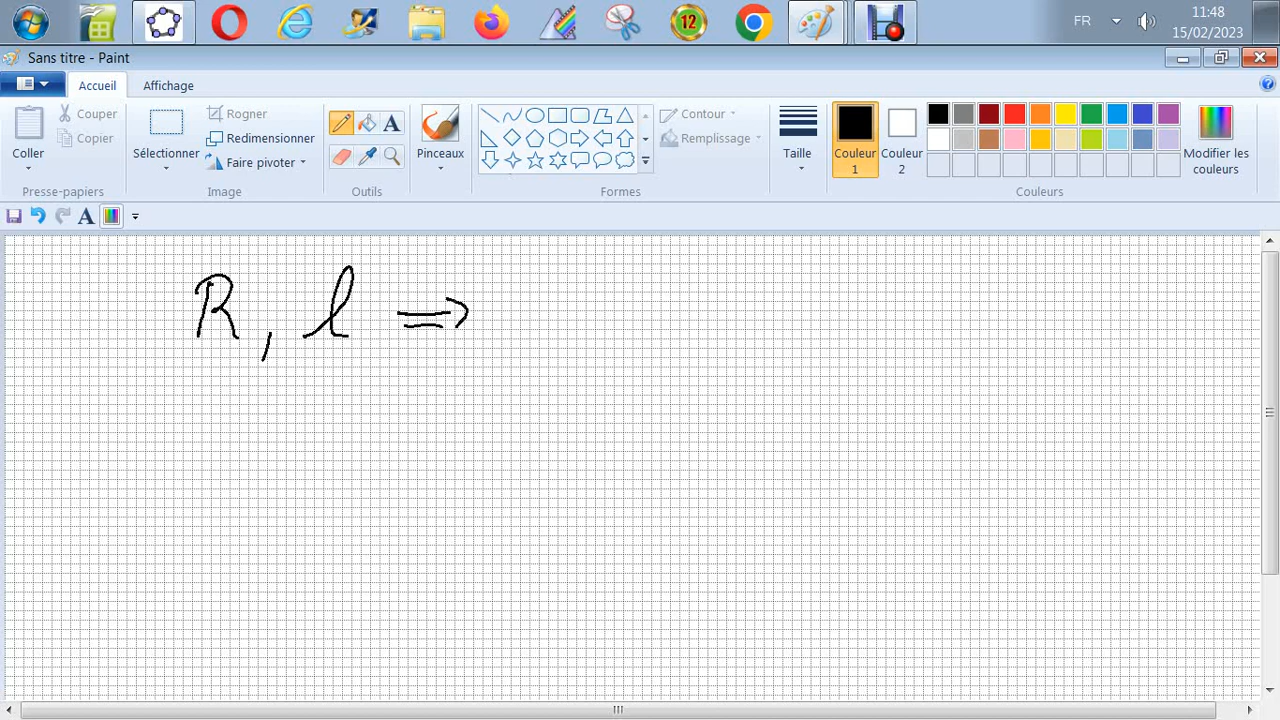 12
FR
11:48
15/02/2023
Sans titre - Paint
Accueil
Affichage
Coller
Couper
Copier
Presse-papiers
Sélectionner
Rogner
Redimensionner
Faire pivoter
Image
A
Outils
Pinceaux
Contour
Remplissage
Formes
Taille
Couleur
1
Couleur
2
Modifier les
couleurs
Couleurs
A
R, l ⇒